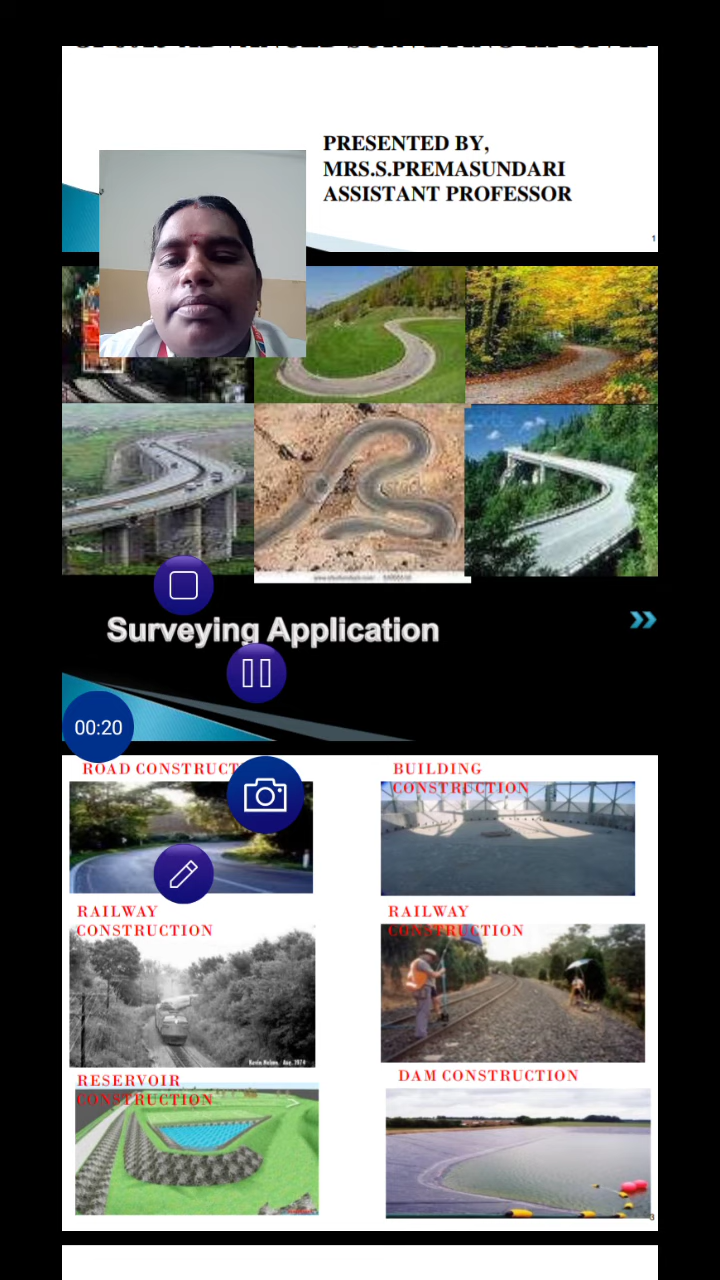 PRESENTED BY,
MRS.S.PREMASUNDARI
ASSISTANT PROFESSOR
1
Surveying Application
00:20
ROAD CONSTRUCT
BUILDING
CONSTRUCTION
RAILWAY
CONSTRUCTION
RAILWAY
CONSTRUCTION
RESERVOIR
CONSTRUCTION
DAM CONSTRUCTION
3